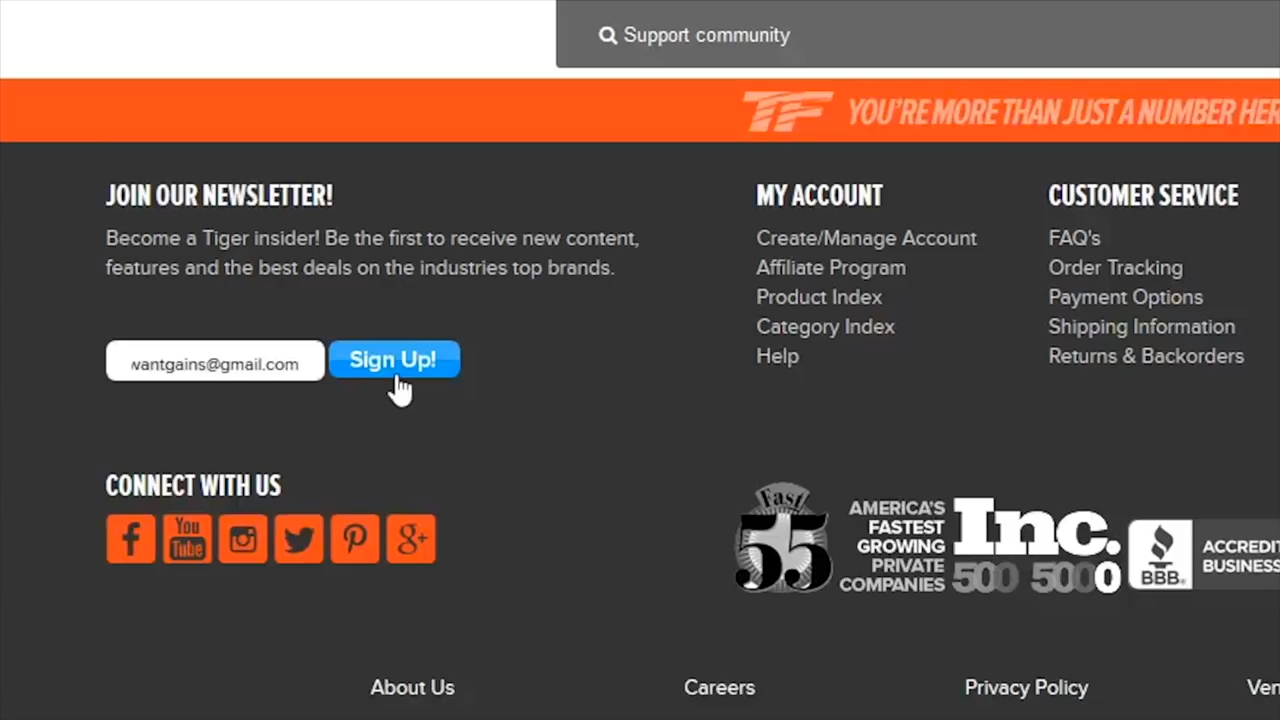 Support community
TF YOU'RE MORE THAN JUST A NUMBER HER
JOIN OUR NEWSLETTER!
Become a Tiger insider! Be the first to receive new content,
features and the best deals on the industries top brands.
vantgains@gmail.com
Sign Up!
MY ACCOUNT
Create/Manage Account
Affiliate Program
Product Index
Category Index
Help
CUSTOMER SERVICE
FAQ's
Order Tracking
Payment Options
Shipping Information
Returns & Backorders
CONNECT WITH US
You
Tube
g+
Fast
55
AMERICA'S
FASTEST
GROWING
PRIVATE
COMPANIES
Inc.
500 5000
BBB
ACCREDIT
BUSINESS
About Us
Careers
Privacy Policy
Ven